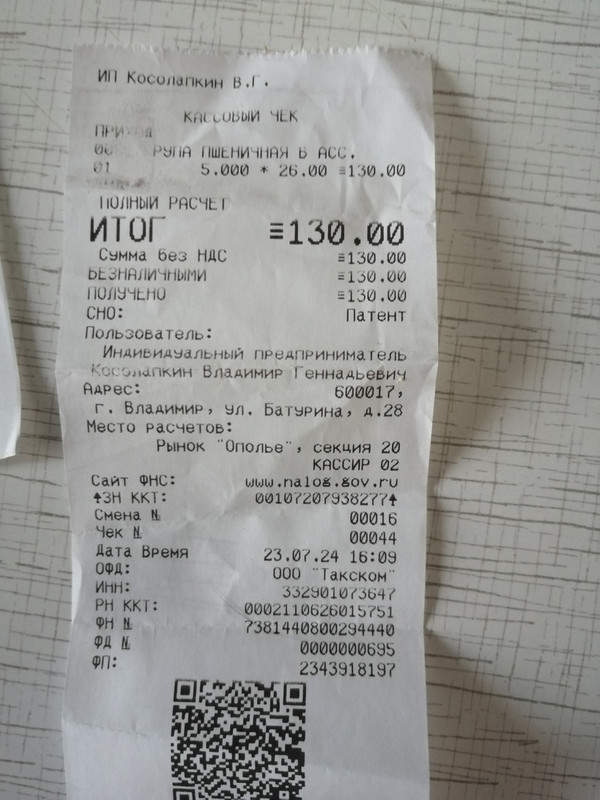 ИП Косолапкин В.Г.
КАССОВЫЙ ЧЕК
ПРИХОД
РУПА ПШЕНИЧНАЯ В АСС.
01 5.000 * 26.00 ≡130.00
ПОЛНЫЙ РАСЧЕТ
ИТОГ ≡130.00
Сумма без НДС ≡130.00
БЕЗНАЛИЧНЫМИ ≡130.00
ПОЛУЧЕНО ≡130.00
СНО: Патент
Пользователь:
Индивидуальный предприниматель
Косолапкин Владимир Геннадьевич
Адрес: 600017,
г. Владимир, ул. Батурина, д.28
Место расчетов:
Рынок "Ополье", секция 20
КАССИР 02
Сайт ФНС: www.nalog.gov.ru
↑ЗН ККТ: 00107207938277↑
Смена № 00016
Чек № 00044
Дата Время 23.07.24 16:09
ОФД: ООО "Такском"
ИНН: 332901073647
РН ККТ: 0002110626015751
ФН № 7381440800294440
ФД № 0000000695
ФП: 2343918197